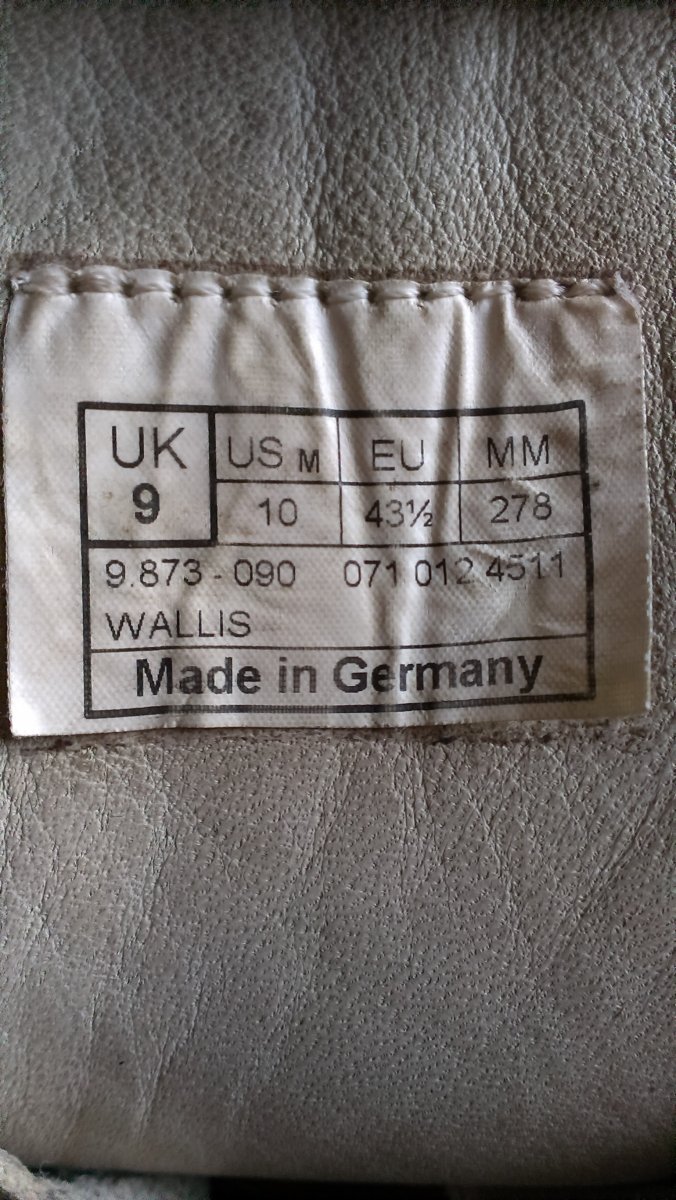 UK US M EU MM
9 10 43½ 278
9.873 - 090 071 012 4511
WALLIS
Made in Germany